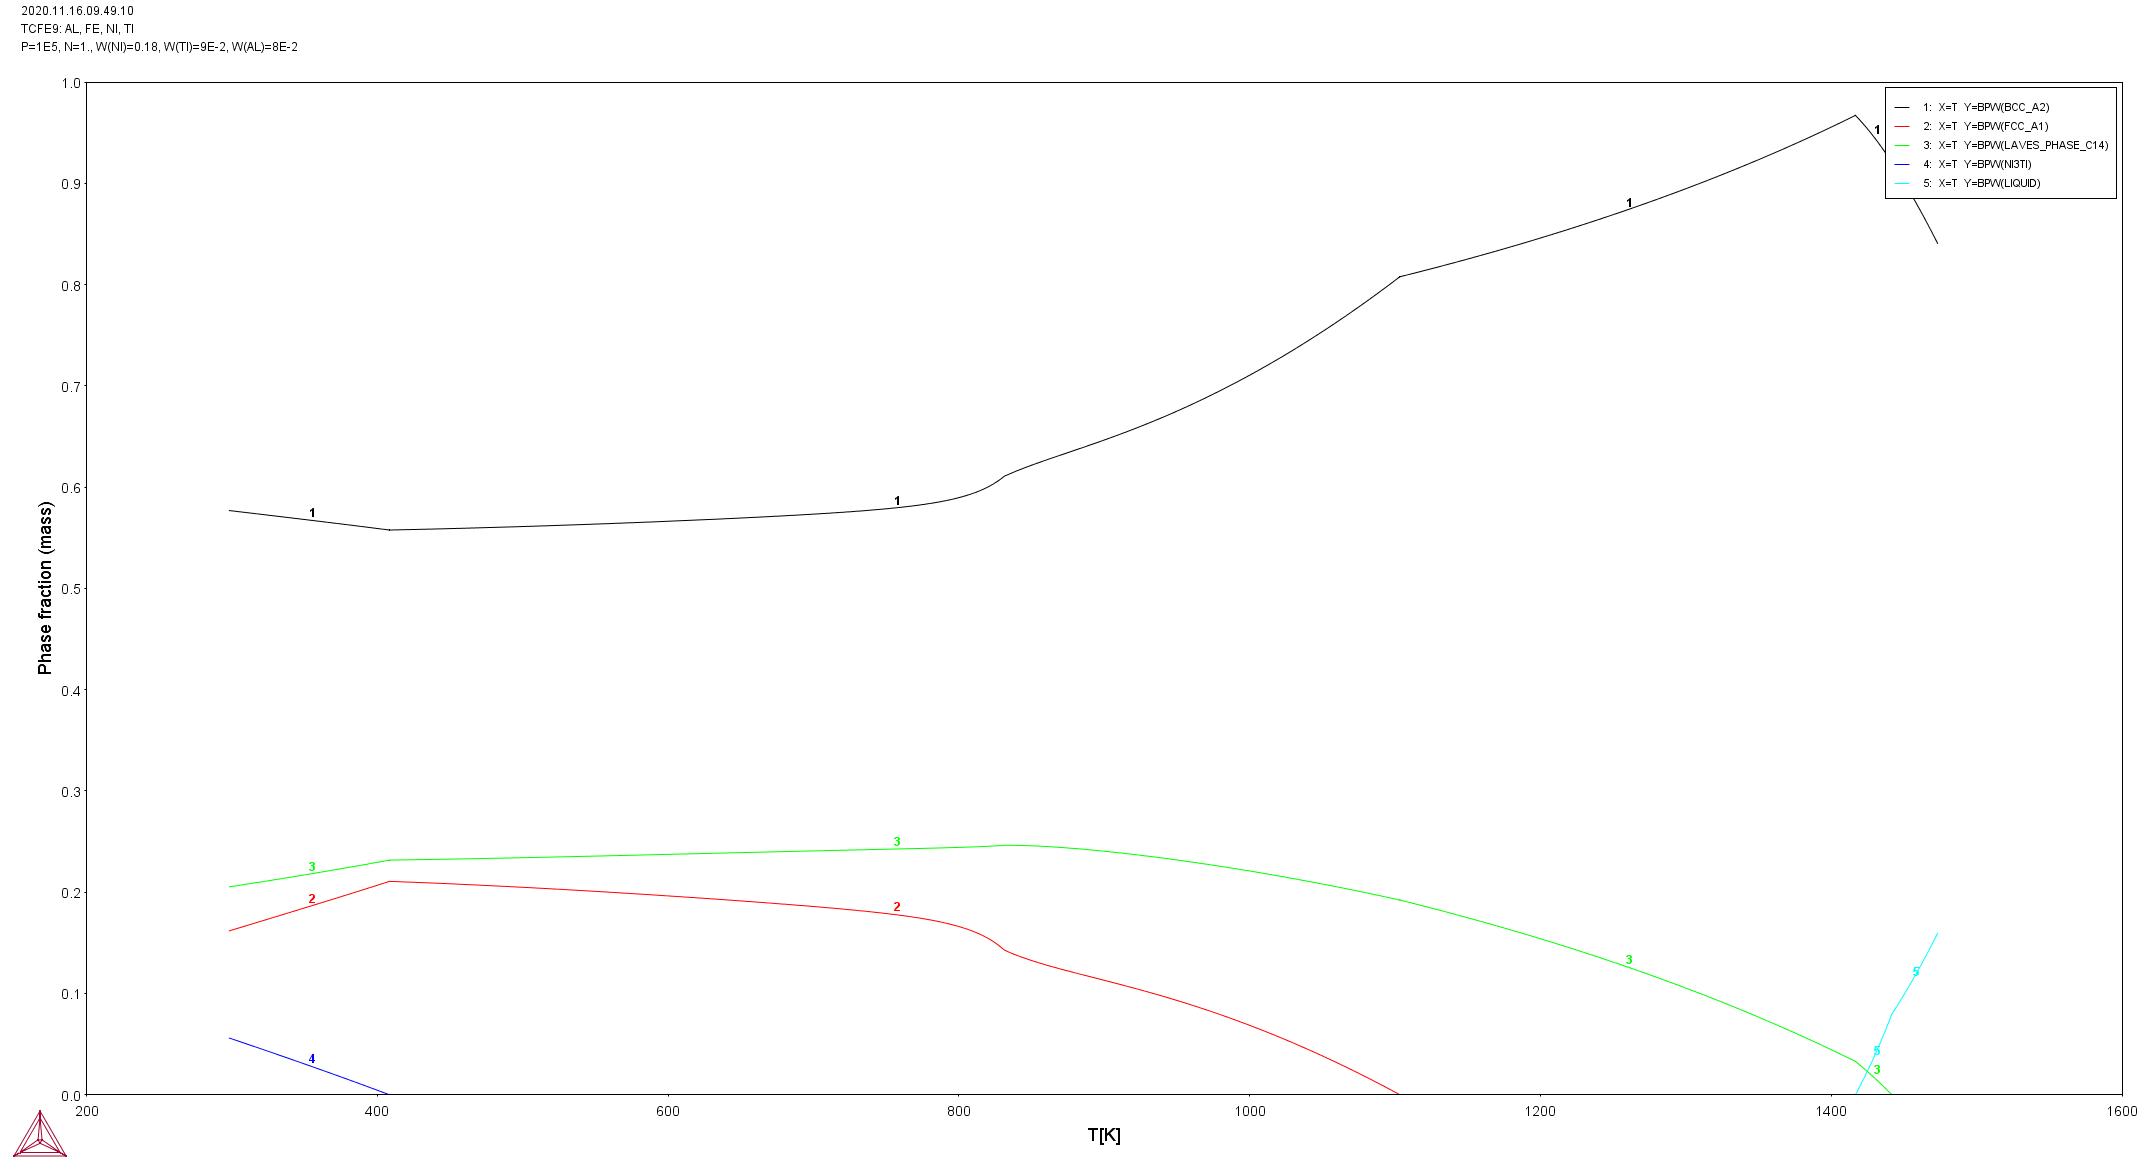 2020.11.16.09.49.10
TCFE9: AL, FE, NI, TI
P=1E5, N=1., W(NI)=0.18, W(TI)=9E-2, W(AL)=8E-2
1.0
0.9
0.8
0.7
0.6
0.5
0.4
0.3
0.2
0.1
0.0
Phase fraction (mass)
1: X=T Y=BPW(BCC_A2)
2: X=T Y=BPW(FCC_A1)
3: X=T Y=BPW(LAVES_PHASE_C14)
4: X=T Y=BPW(NI3TI)
5: X=T Y=BPW(LIQUID)
1
1
1
1
3
3
3
3
2
2
4
5
5
200 400 600 800 1000 1200 1400 1600
T[K]